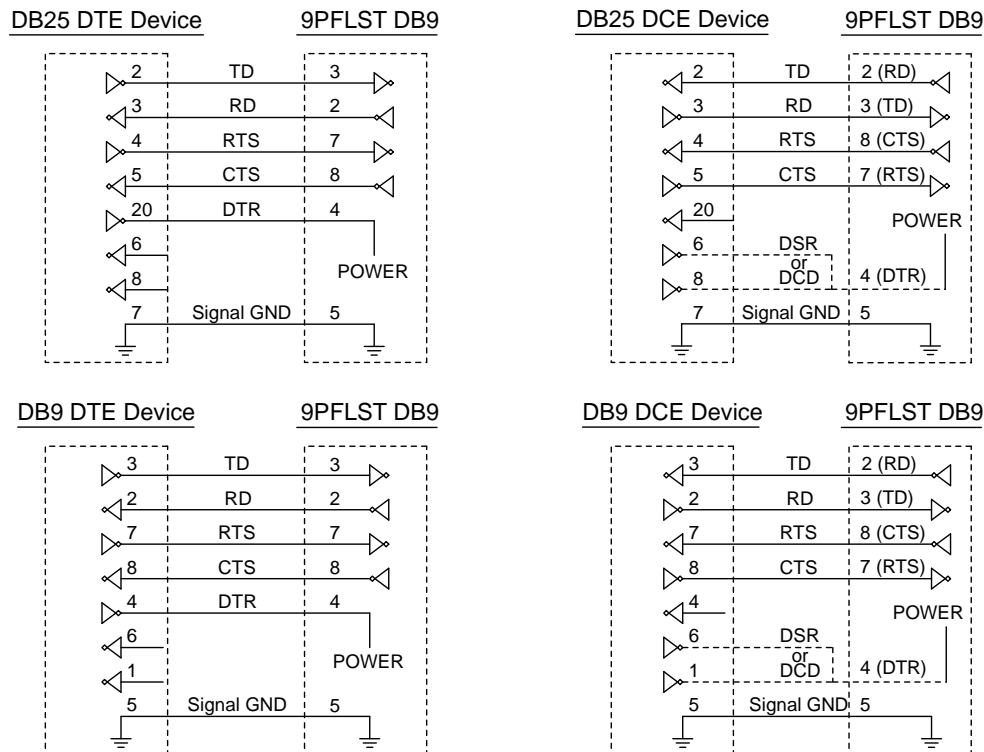 DB25 DTE Device 9PFLST DB9
2 TD 3
3 RD 2
4 RTS 7
5 CTS 8
20 DTR 4
6
POWER
8
7 Signal GND 5
DB25 DCE Device 9PFLST DB9
2 TD 2 (RD)
3 RD 3 (TD)
4 RTS 8 (CTS)
5 CTS 7 (RTS)
20
POWER
6 DSR
or
8 DCD 4 (DTR)
7 Signal GND 5
DB9 DTE Device 9PFLST DB9
3 TD 3
2 RD 2
7 RTS 7
8 CTS 8
4 DTR 4
6
POWER
1
5 Signal GND 5
DB9 DCE Device 9PFLST DB9
3 TD 2 (RD)
2 RD 3 (TD)
7 RTS 8 (CTS)
8 CTS 7 (RTS)
4
POWER
6 DSR
or
1 DCD 4 (DTR)
5 Signal GND 5